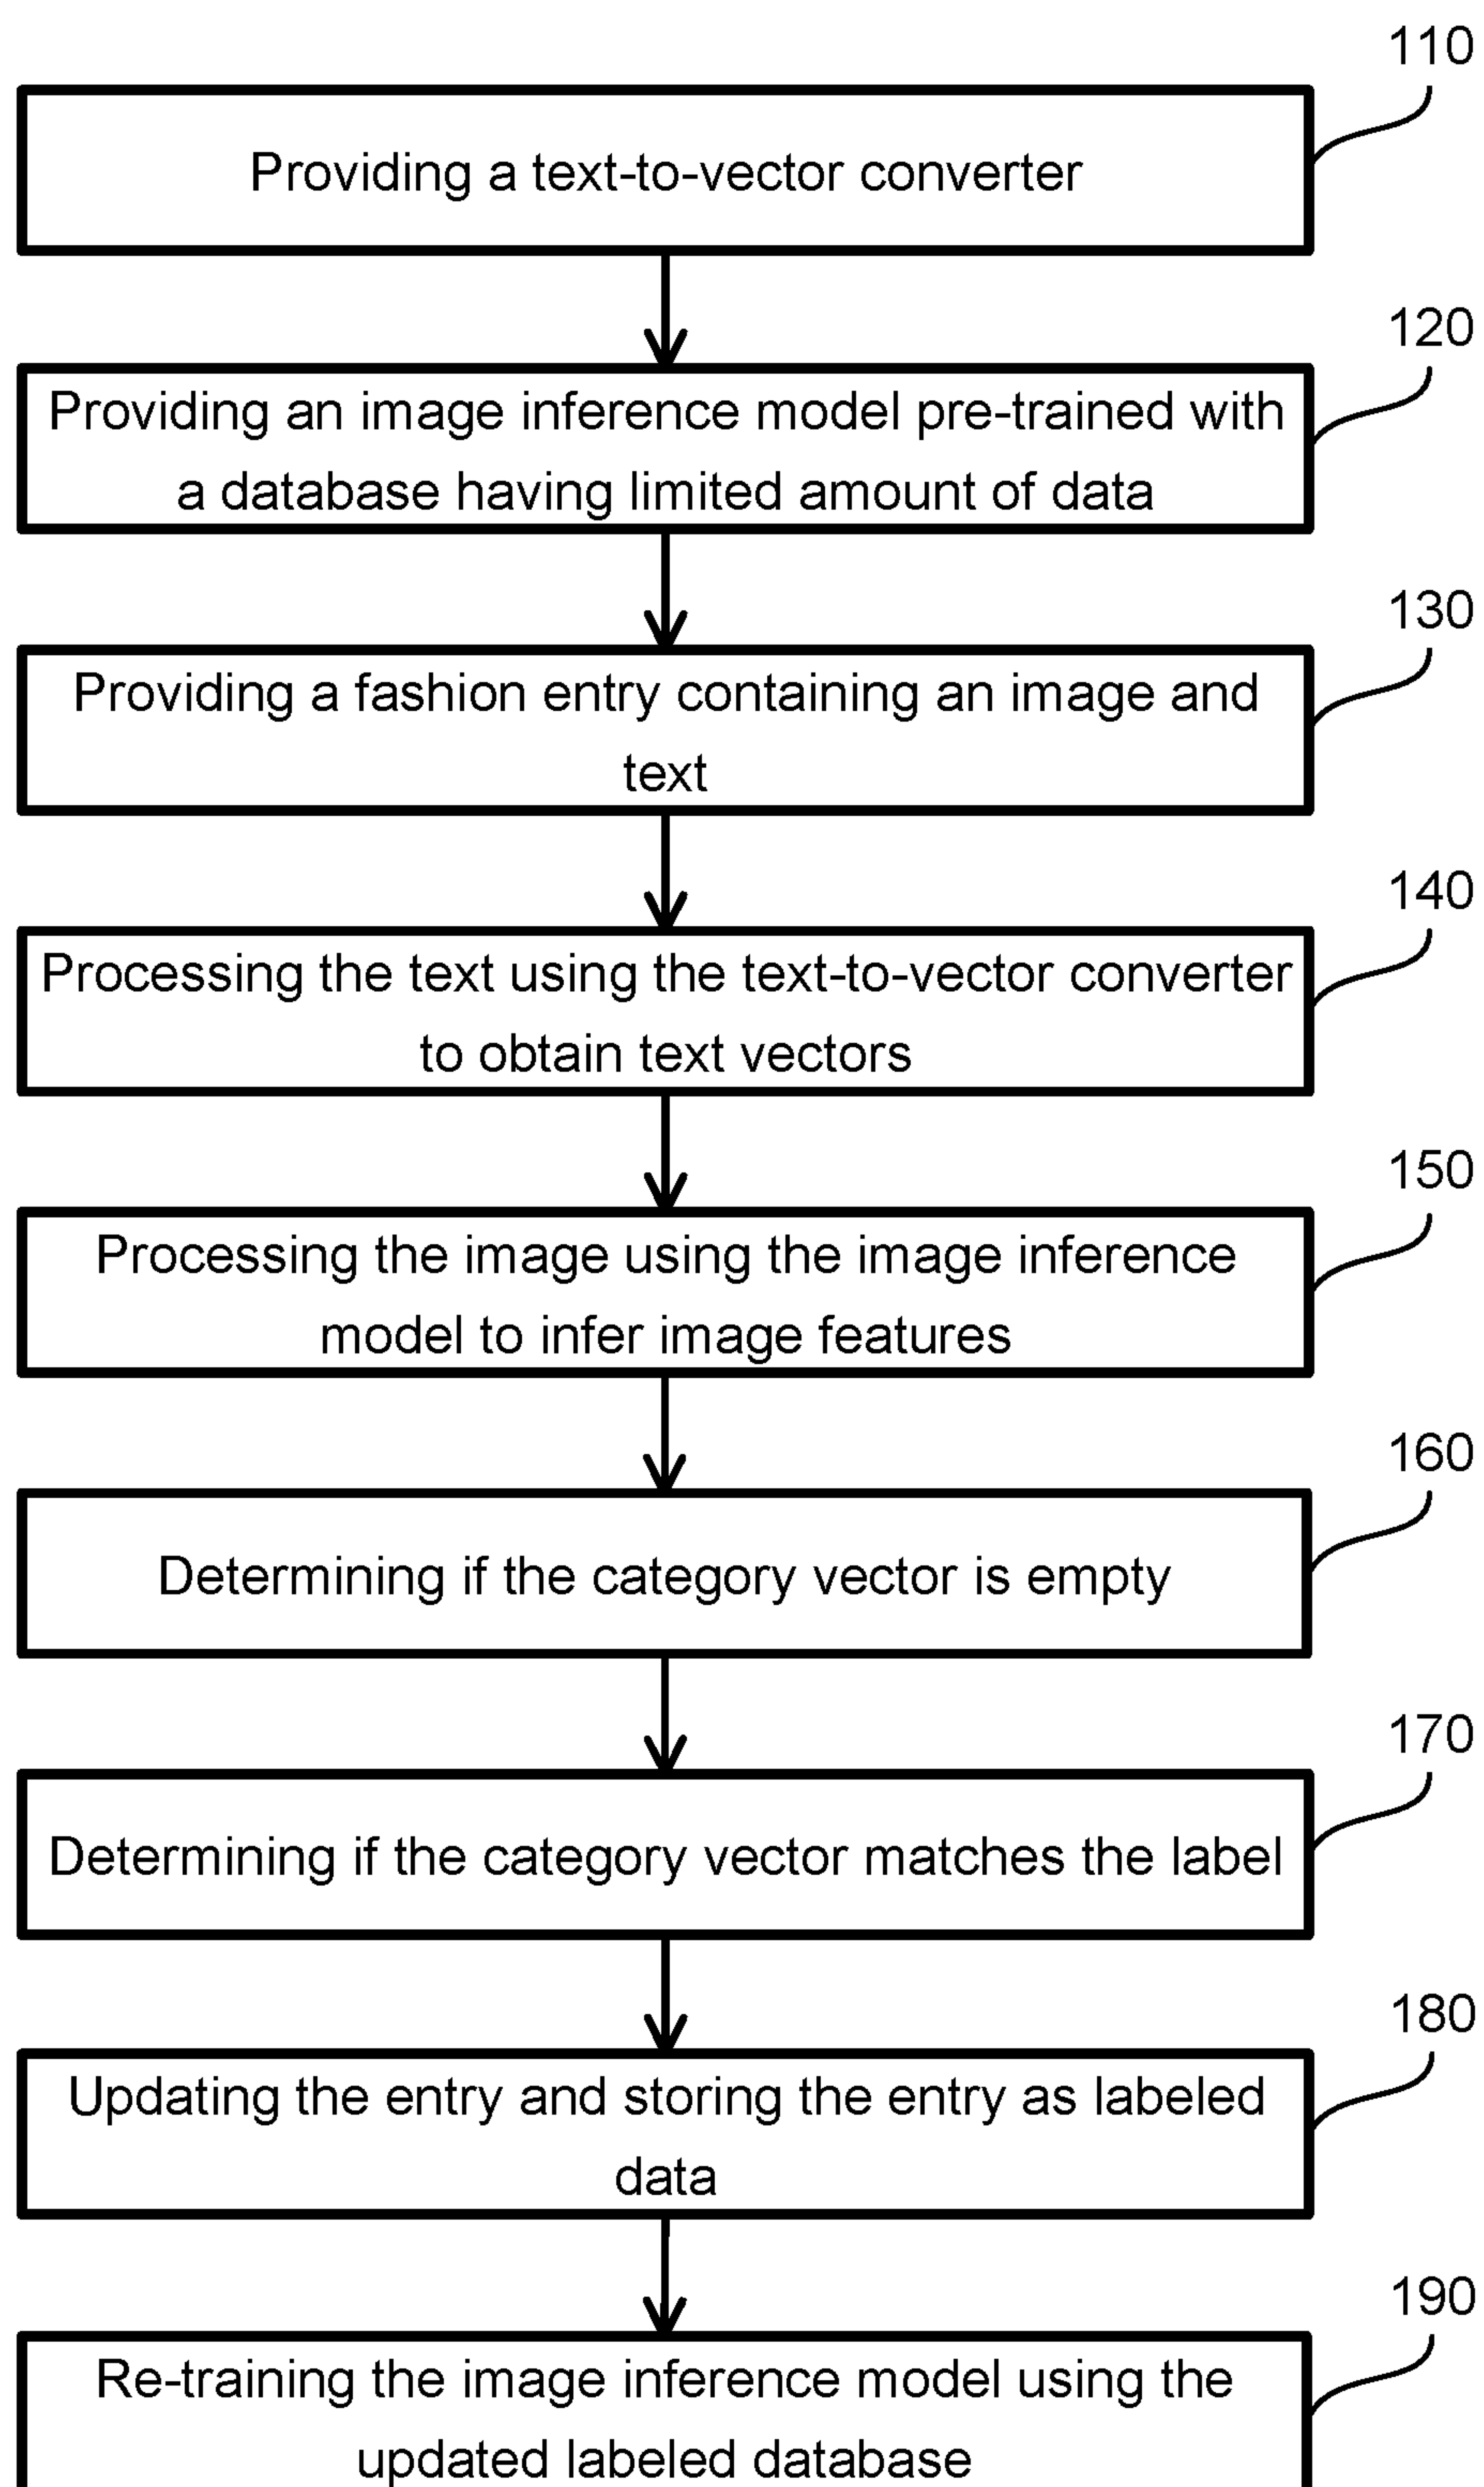 110
Providing a text-to-vector converter
120
Providing an image inference model pre-trained with
a database having limited amount of data
130
Providing a fashion entry containing an image and
text
140
Processing the text using the text-to-vector converter
to obtain text vectors
150
Processing the image using the image inference
model to infer image features
160
Determining if the category vector is empty
170
Determining if the category vector matches the label
180
Updating the entry and storing the entry as labeled
data
190
Re-training the image inference model using the
updated labeled database